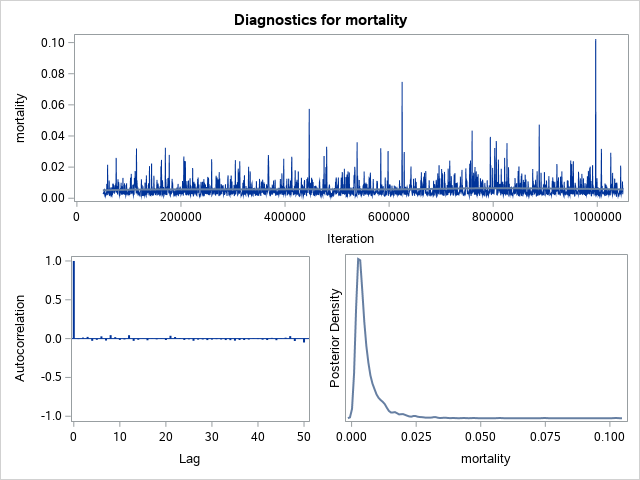 Diagnostics for mortality
mortality
0.10
0.08
0.06
0.04
0.02
0.00
0 200000 400000 600000 800000 1000000
Iteration
Autocorrelation
1.0
0.5
0.0
-0.5
-1.0
0 10 20 30 40 50
Lag
Posterior Density
0.000 0.025 0.050 0.075 0.100
mortality